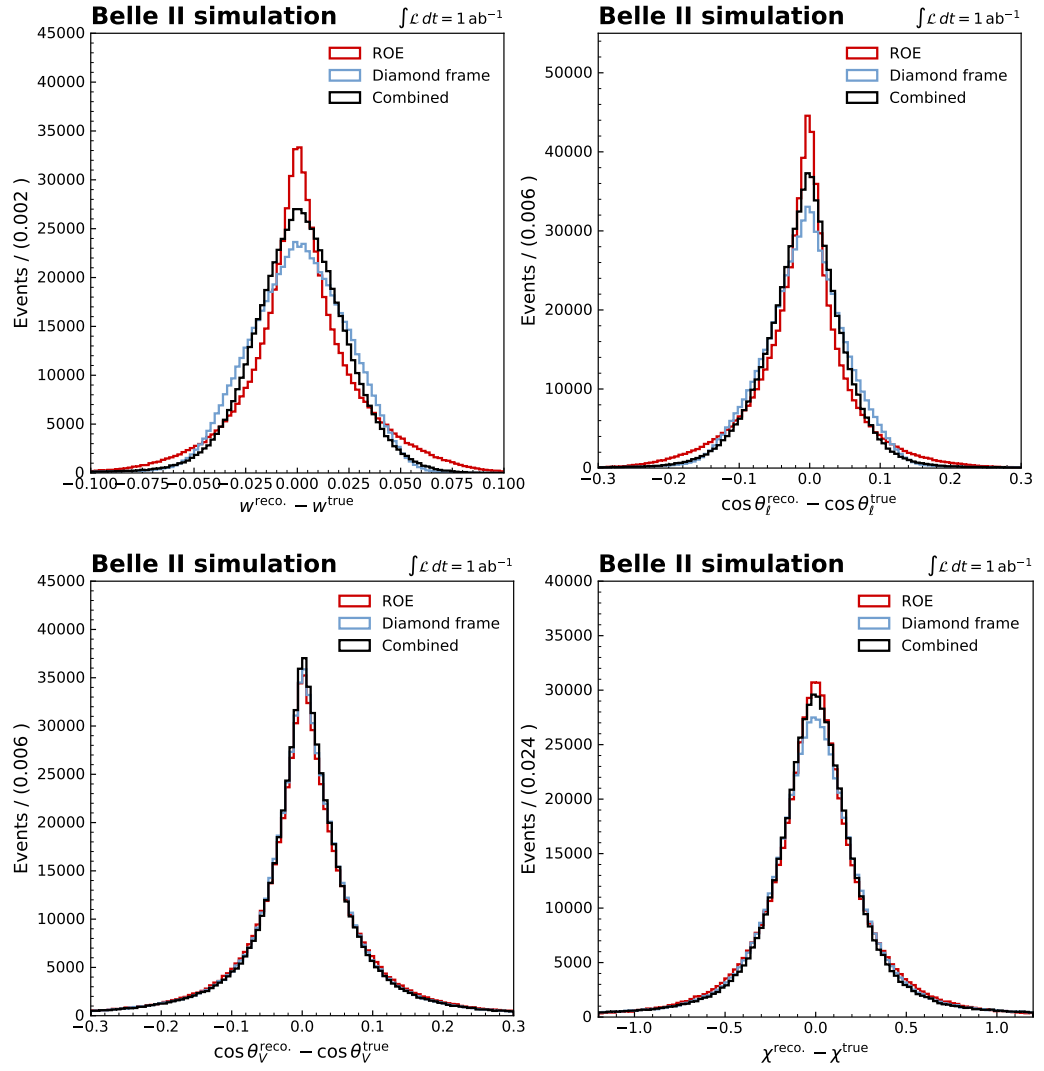 Belle II simulation ∫ℒ dt = 1 ab⁻¹
45000
40000
35000
30000
25000
20000
15000
10000
5000
0
Events / (0.002 )
ROE
Diamond frame
Combined
−0.100 −0.075 −0.050 −0.025 0.000 0.025 0.050 0.075 0.100
w^reco. − w^true
Belle II simulation ∫ℒ dt = 1 ab⁻¹
50000
40000
30000
20000
10000
0
Events / (0.006 )
ROE
Diamond frame
Combined
−0.3 −0.2 −0.1 0.0 0.1 0.2 0.3
cos θ_ℓ^reco. − cos θ_ℓ^true
Belle II simulation ∫ℒ dt = 1 ab⁻¹
45000
40000
35000
30000
25000
20000
15000
10000
5000
0
Events / (0.006 )
ROE
Diamond frame
Combined
−0.3 −0.2 −0.1 0.0 0.1 0.2 0.3
cos θ_V^reco. − cos θ_V^true
Belle II simulation ∫ℒ dt = 1 ab⁻¹
40000
35000
30000
25000
20000
15000
10000
5000
0
Events / (0.024 )
ROE
Diamond frame
Combined
−1.0 −0.5 0.0 0.5 1.0
χ^reco. − χ^true